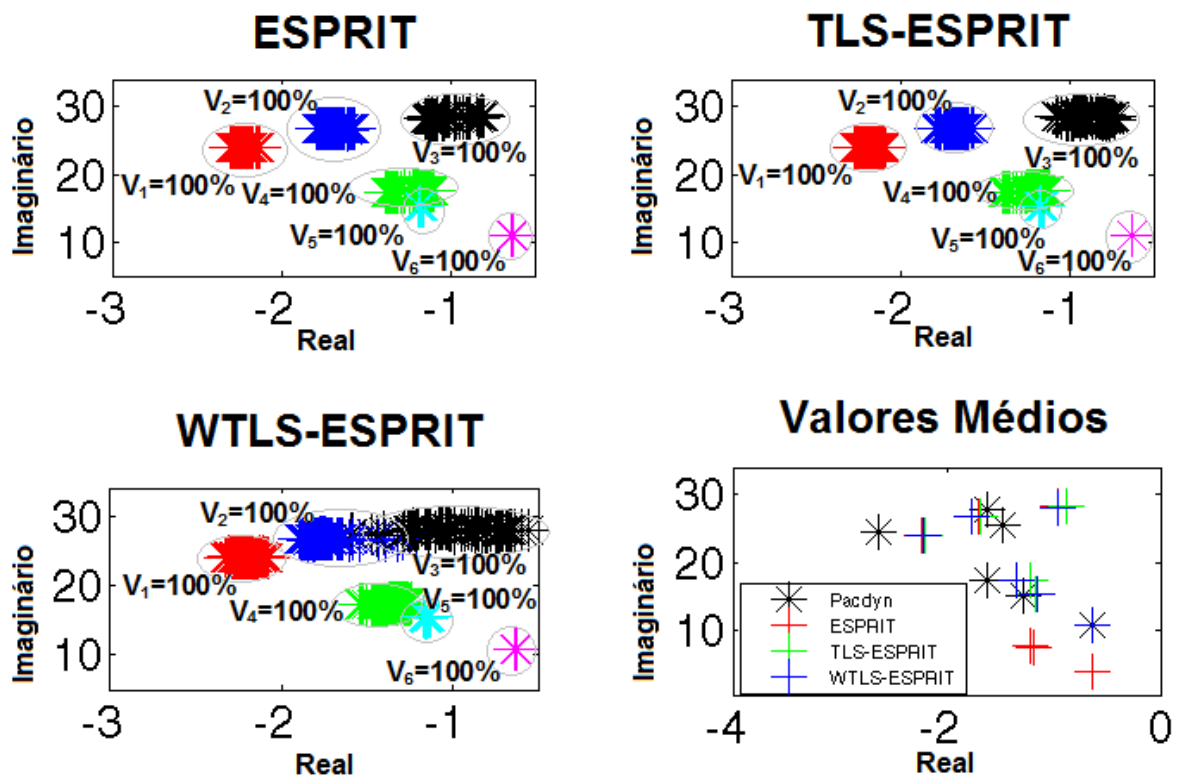 ESPRIT
Imaginário
30
20
10
V₂=100%
V₃=100%
V₁=100%
V₄=100%
V₅=100%
V₆=100%
-3
-2
-1
Real
TLS-ESPRIT
Imaginário
30
20
10
V₂=100%
V₃=100%
V₁=100%
V₄=100%
V₅=100%
V₆=100%
-3
-2
-1
Real
WTLS-ESPRIT
Imaginário
30
20
10
V₂=100%
V₃=100%
V₁=100%
V₅=100%
V₄=100%
V₆=100%
-3
-2
-1
Real
Valores Médios
Imaginário
30
20
10
Pacdyn
ESPRIT
TLS-ESPRIT
WTLS-ESPRIT
-4
-2
0
Real